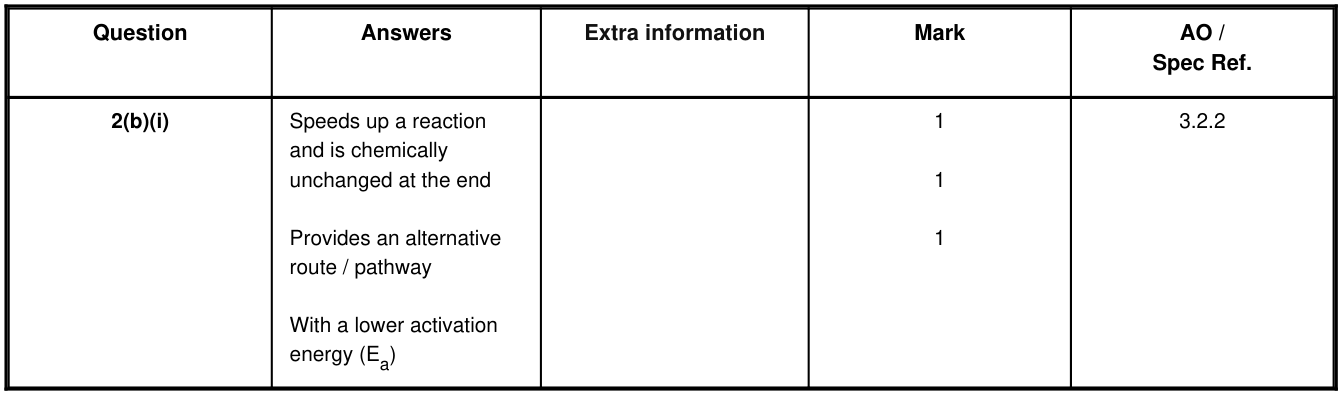 Question Answers Extra information Mark AO /
Spec Ref.
2(b)(i) Speeds up a reaction 1 3.2.2
and is chemically
unchanged at the end 1
Provides an alternative 1
route / pathway
With a lower activation
energy (Eₐ)